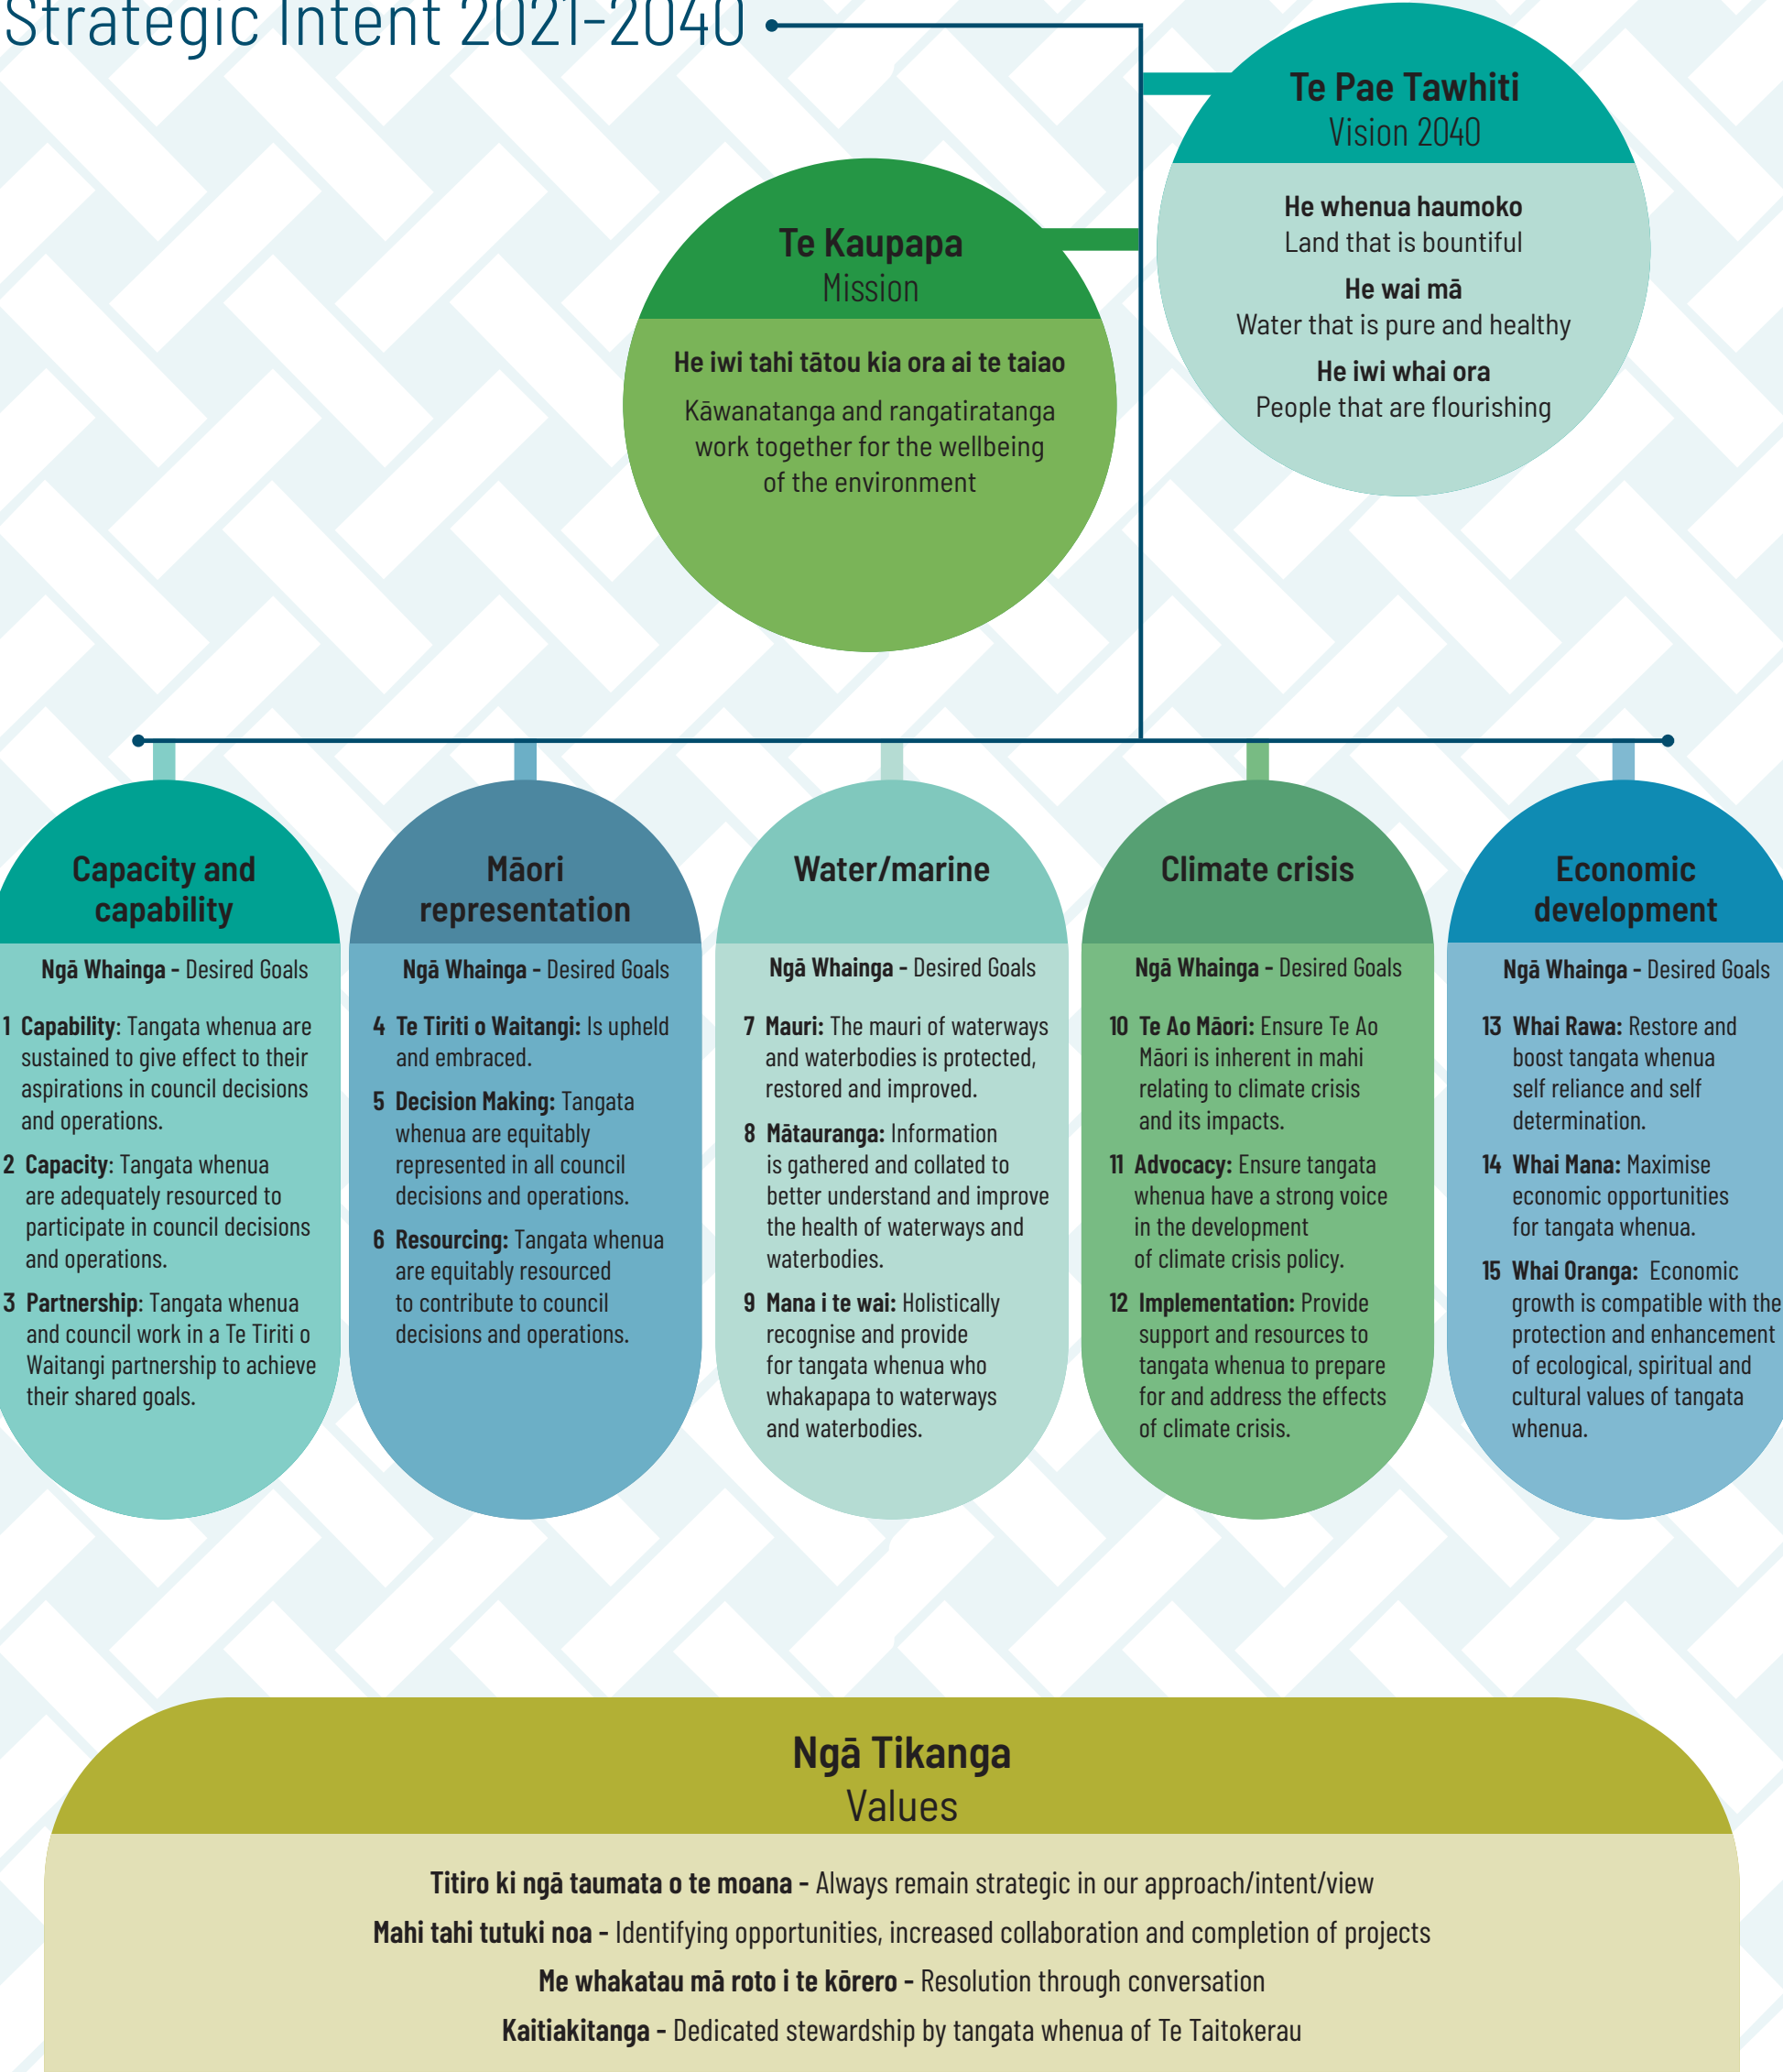 Strategic Intent 2021-2040
Te Pae Tawhiti
Vision 2040
He whenua haumoko
Land that is bountiful
He wai mā
Water that is pure and healthy
He iwi whai ora
People that are flourishing
Te Kaupapa
Mission
He iwi tahi tātou kia ora ai te taiao
Kāwanatanga and rangatiratanga
work together for the wellbeing
of the environment
Capacity and
capability
Ngā Whainga - Desired Goals
1 Capability: Tangata whenua are
sustained to give effect to their
aspirations in council decisions
and operations.
2 Capacity: Tangata whenua
are adequately resourced to
participate in council decisions
and operations.
3 Partnership: Tangata whenua
and council work in a Te Tiriti o
Waitangi partnership to achieve
their shared goals.
Māori
representation
Ngā Whainga - Desired Goals
4 Te Tiriti o Waitangi: Is upheld
and embraced.
5 Decision Making: Tangata
whenua are equitably
represented in all council
decisions and operations.
6 Resourcing: Tangata whenua
are equitably resourced
to contribute to council
decisions and operations.
Water/marine
Ngā Whainga - Desired Goals
7 Mauri: The mauri of waterways
and waterbodies is protected,
restored and improved.
8 Mātauranga: Information
is gathered and collated to
better understand and improve
the health of waterways and
waterbodies.
9 Mana i te wai: Holistically
recognise and provide
for tangata whenua who
whakapapa to waterways
and waterbodies.
Climate crisis
Ngā Whainga - Desired Goals
10 Te Ao Māori: Ensure Te Ao
Māori is inherent in mahi
relating to climate crisis
and its impacts.
11 Advocacy: Ensure tangata
whenua have a strong voice
in the development
of climate crisis policy.
12 Implementation: Provide
support and resources to
tangata whenua to prepare
for and address the effects
of climate crisis.
Economic
development
Ngā Whainga - Desired Goals
13 Whai Rawa: Restore and
boost tangata whenua
self reliance and self
determination.
14 Whai Mana: Maximise
economic opportunities
for tangata whenua.
15 Whai Oranga: Economic
growth is compatible with the
protection and enhancement
of ecological, spiritual and
cultural values of tangata
whenua.
Ngā Tikanga
Values
Titiro ki ngā taumata o te moana - Always remain strategic in our approach/intent/view
Mahi tahi tutuki noa - Identifying opportunities, increased collaboration and completion of projects
Me whakatau mā roto i te kōrero - Resolution through conversation
Kaitiakitanga - Dedicated stewardship by tangata whenua of Te Taitokerau